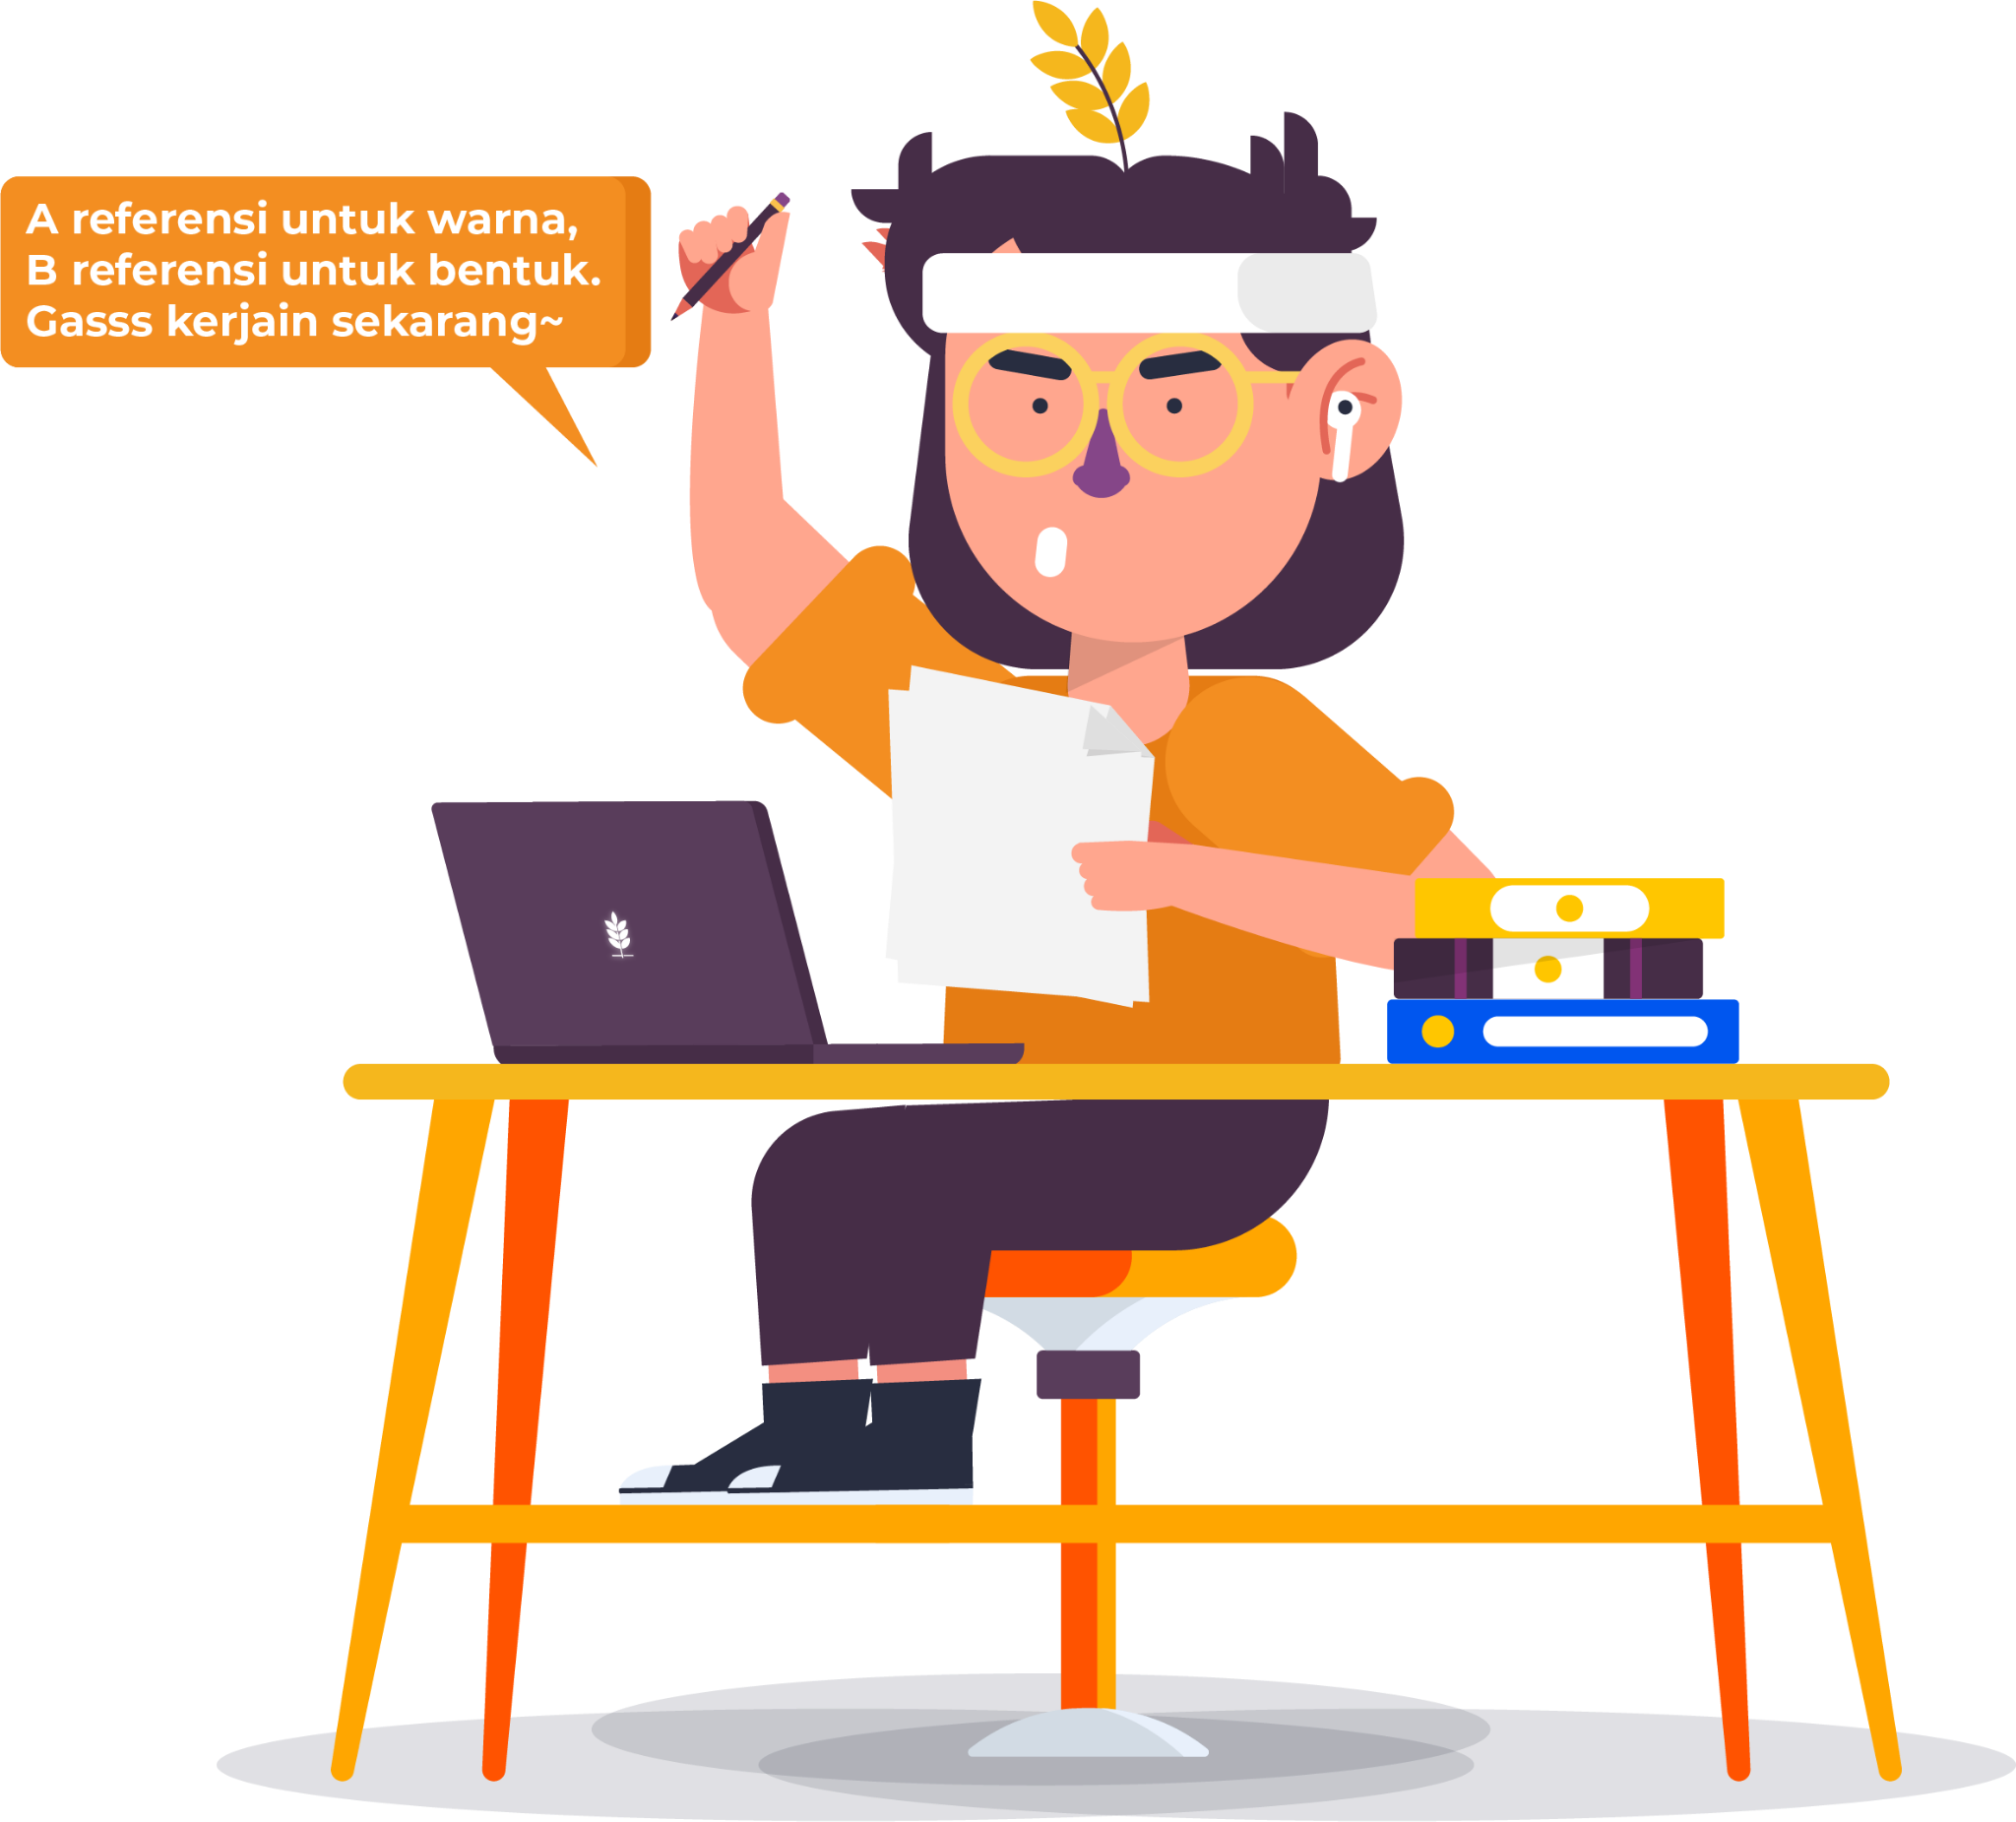 A referensi untuk warna,
B referensi untuk bentuk.
Gasss kerjain sekarang~